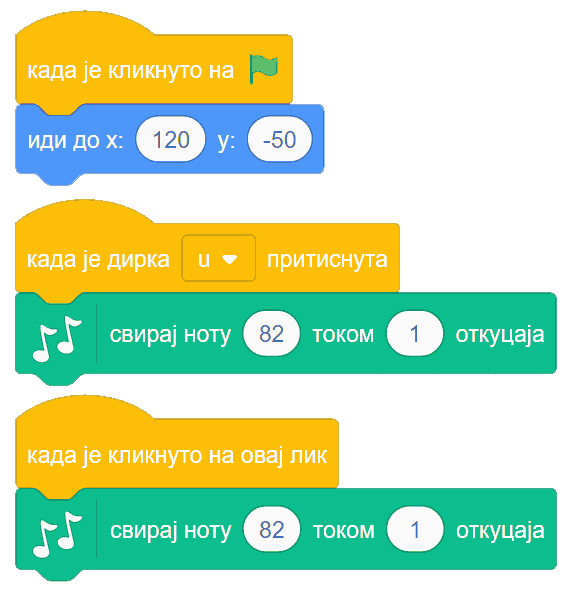 када је кликнуто на
иди до x: 120 y: -50
када је дирка u притиснута
свирај ноту 82 током 1 откуцаја
када је кликнуто на овај лик
свирај ноту 82 током 1 откуцаја